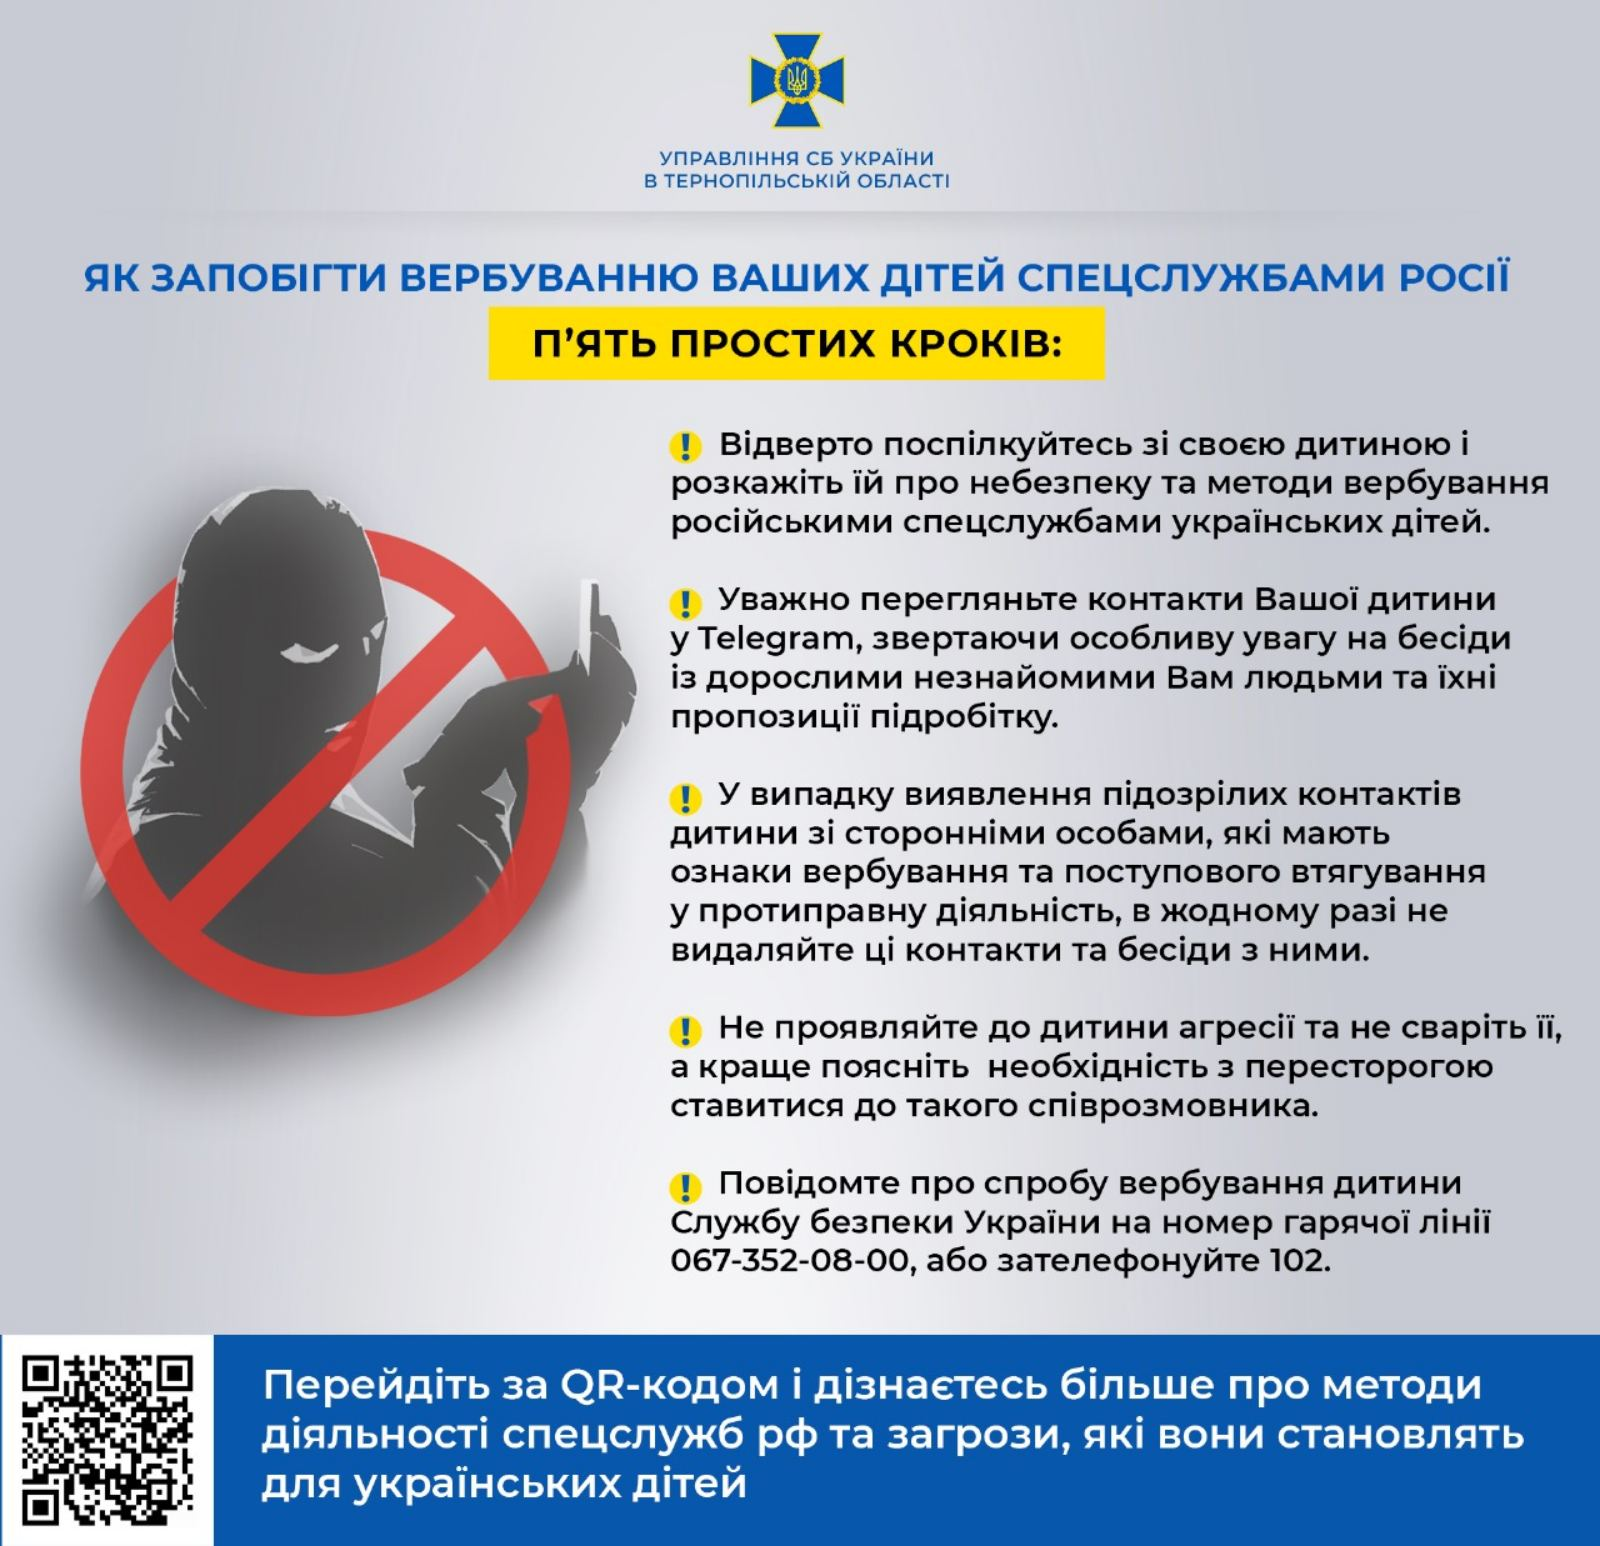 УПРАВЛІННЯ СБ УКРАЇНИ
В ТЕРНОПІЛЬСЬКІЙ ОБЛАСТІ
ЯК ЗАПОБІГТИ ВЕРБУВАННЮ ВАШИХ ДІТЕЙ СПЕЦСЛУЖБАМИ РОСІЇ
П’ЯТЬ ПРОСТИХ КРОКІВ:
! Відверто поспілкуйтесь зі своєю дитиною і
розкажіть їй про небезпеку та методи вербування
російськими спецслужбами українських дітей.
! Уважно перегляньте контакти Вашої дитини
у Telegram, звертаючи особливу увагу на бесіди
із дорослими незнайомими Вам людьми та їхні
пропозиції підробітку.
! У випадку виявлення підозрілих контактів
дитини зі сторонніми особами, які мають
ознаки вербування та поступового втягування
у протиправну діяльність, в жодному разі не
видаляйте ці контакти та бесіди з ними.
! Не проявляйте до дитини агресії та не сваріть її,
а краще поясніть необхідність з пересторогою
ставитися до такого співрозмовника.
! Повідомте про спробу вербування дитини
Службу безпеки України на номер гарячої лінії
067-352-08-00, або зателефонуйте 102.
Перейдіть за QR-кодом і дізнаєтесь більше про методи
діяльності спецслужб рф та загрози, які вони становлять
для українських дітей